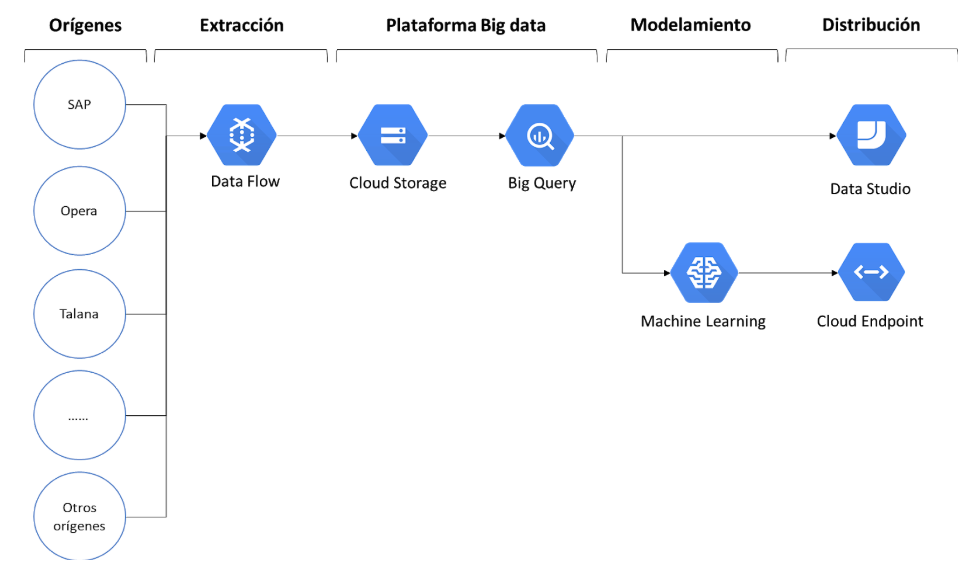 Orígenes
Extracción
Plataforma Big data
Modelamiento
Distribución
SAP
Opera
Talana
......
Otros
orígenes
Data Flow
Cloud Storage
Big Query
Data Studio
Machine Learning
Cloud Endpoint